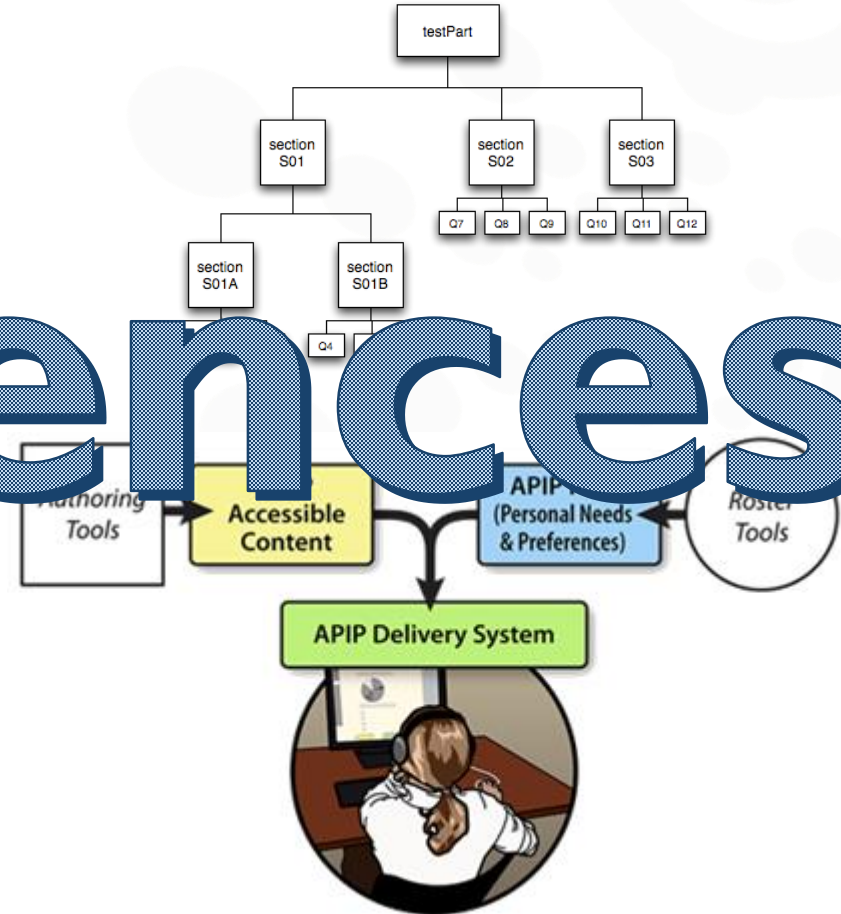 testPart
section
S01
section
S02
section
S03
Q7 Q8 Q9 Q10 Q11 Q12
section
S01A
section
S01B
Q4
ences
Authoring
Tools
Accessible
Content
APIP
(Personal Needs
& Preferences)
Roster
Tools
APIP Delivery System